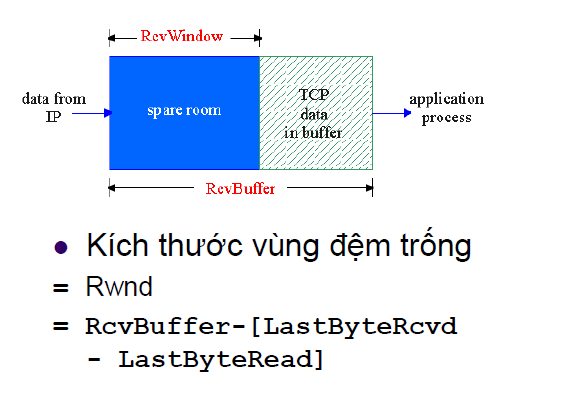 RcvWindow
data from
IP
spare room
TCP
data
in buffer
application
process
RcvBuffer
● Kích thước vùng đệm trống
= Rwnd
= RcvBuffer-[LastByteRcvd
- LastByteRead]